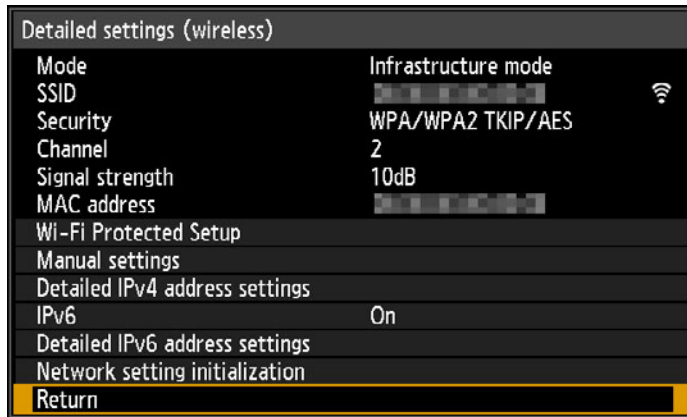 Detailed settings (wireless)
Mode Infrastructure mode
SSID
Security WPA/WPA2 TKIP/AES
Channel 2
Signal strength 10dB
MAC address
Wi-Fi Protected Setup
Manual settings
Detailed IPv4 address settings
IPv6 On
Detailed IPv6 address settings
Network setting initialization
Return